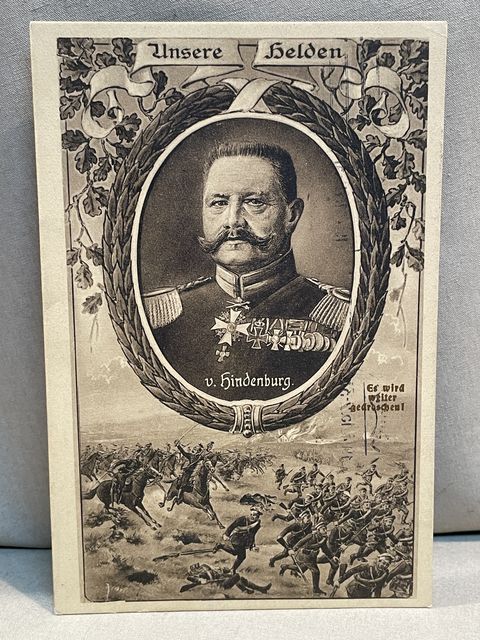 Unsere Helden
v. Hindenburg.
Es wird
weiter
gedroschen!